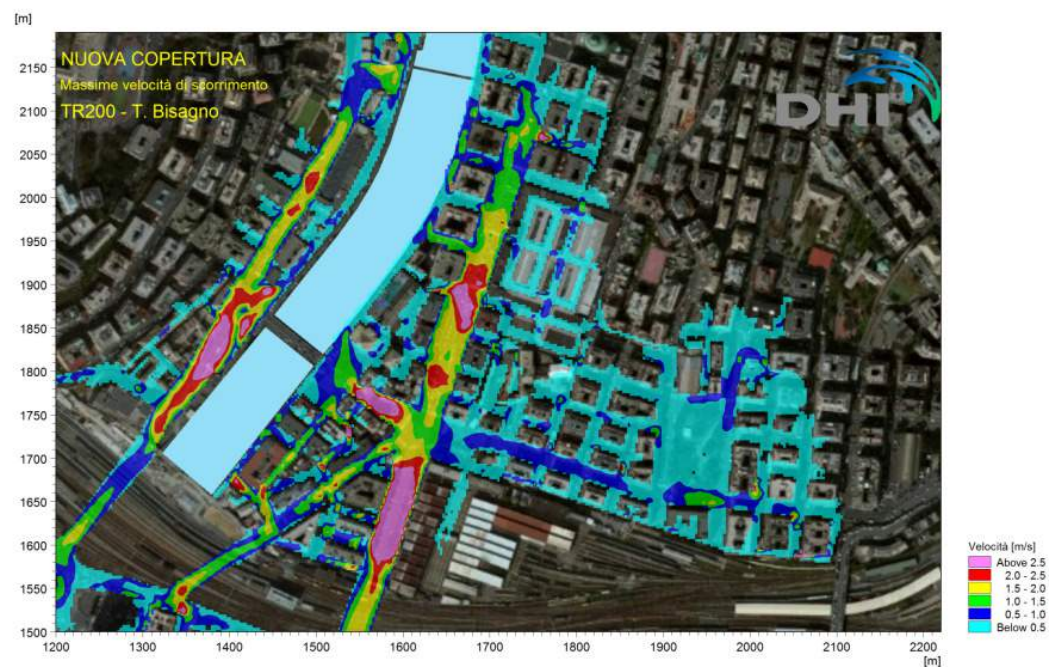 [m]
NUOVA COPERTURA
Massime velocità di scorrimento
TR200 - T. Bisagno
DHI
2150
2100
2050
2000
1950
1900
1850
1800
1750
1700
1650
1600
1550
1500
1200 1300 1400 1500 1600 1700 1800 1900 2000 2100 2200
[m]
Velocità [m/s]
Above 2.5
2.0 - 2.5
1.5 - 2.0
1.0 - 1.5
0.5 - 1.0
Below 0.5